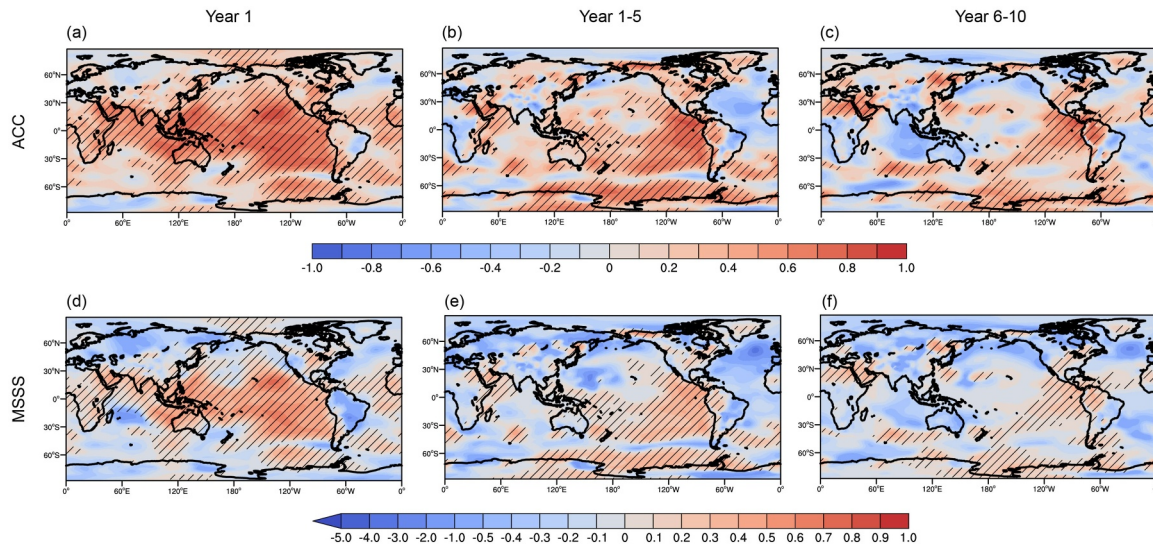 Year 1 Year 1-5 Year 6-10
(a) (b) (c)
ACC
60°N 60°N 60°N
30°N 30°N 30°N
0° 0° 0°
30°S 30°S 30°S
60°S 60°S 60°S
0° 60°E 120°E 180° 120°W 60°W 0° 0° 60°E 120°E 180° 120°W 60°W 0° 0° 60°E 120°E 180° 120°W 60°W
-1.0 -0.8 -0.6 -0.4 -0.2 0 0.2 0.4 0.6 0.8 1.0
(d) (e) (f)
MSSS
60°N 60°N 60°N
30°N 30°N 30°N
0° 0° 0°
30°S 30°S 30°S
60°S 60°S 60°S
0° 60°E 120°E 180° 120°W 60°W 0° 0° 60°E 120°E 180° 120°W 60°W 0° 0° 60°E 120°E 180° 120°W 60°W
-5.0 -4.0 -3.0 -2.0 -1.0 -0.5 -0.4 -0.3 -0.2 -0.1 0 0.1 0.2 0.3 0.4 0.5 0.6 0.7 0.8 0.9 1.0